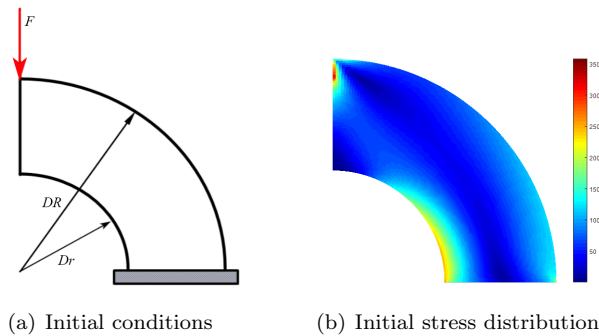 F
DR
Dr
350
300
250
200
150
100
50
(a) Initial conditions
(b) Initial stress distribution